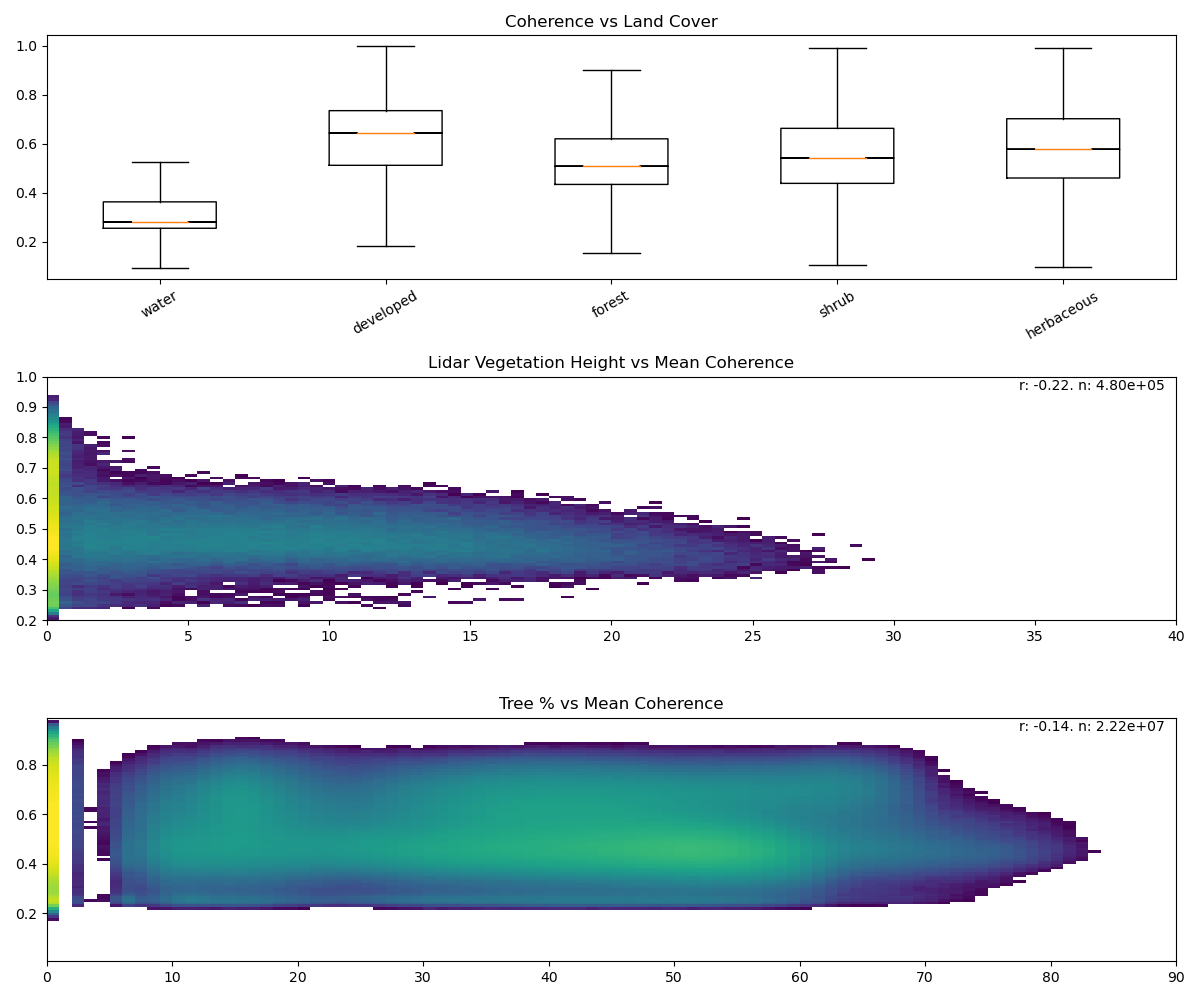 Coherence vs Land Cover
1.0
0.8
0.6
0.4
0.2
water
developed
forest
shrub
herbaceous
Lidar Vegetation Height vs Mean Coherence
r: -0.22. n: 4.80e+05
1.0
0.9
0.8
0.7
0.6
0.5
0.4
0.3
0.2
0 5 10 15 20 25 30 35 40
Tree % vs Mean Coherence
r: -0.14. n: 2.22e+07
0.8
0.6
0.4
0.2
0 10 20 30 40 50 60 70 80 90